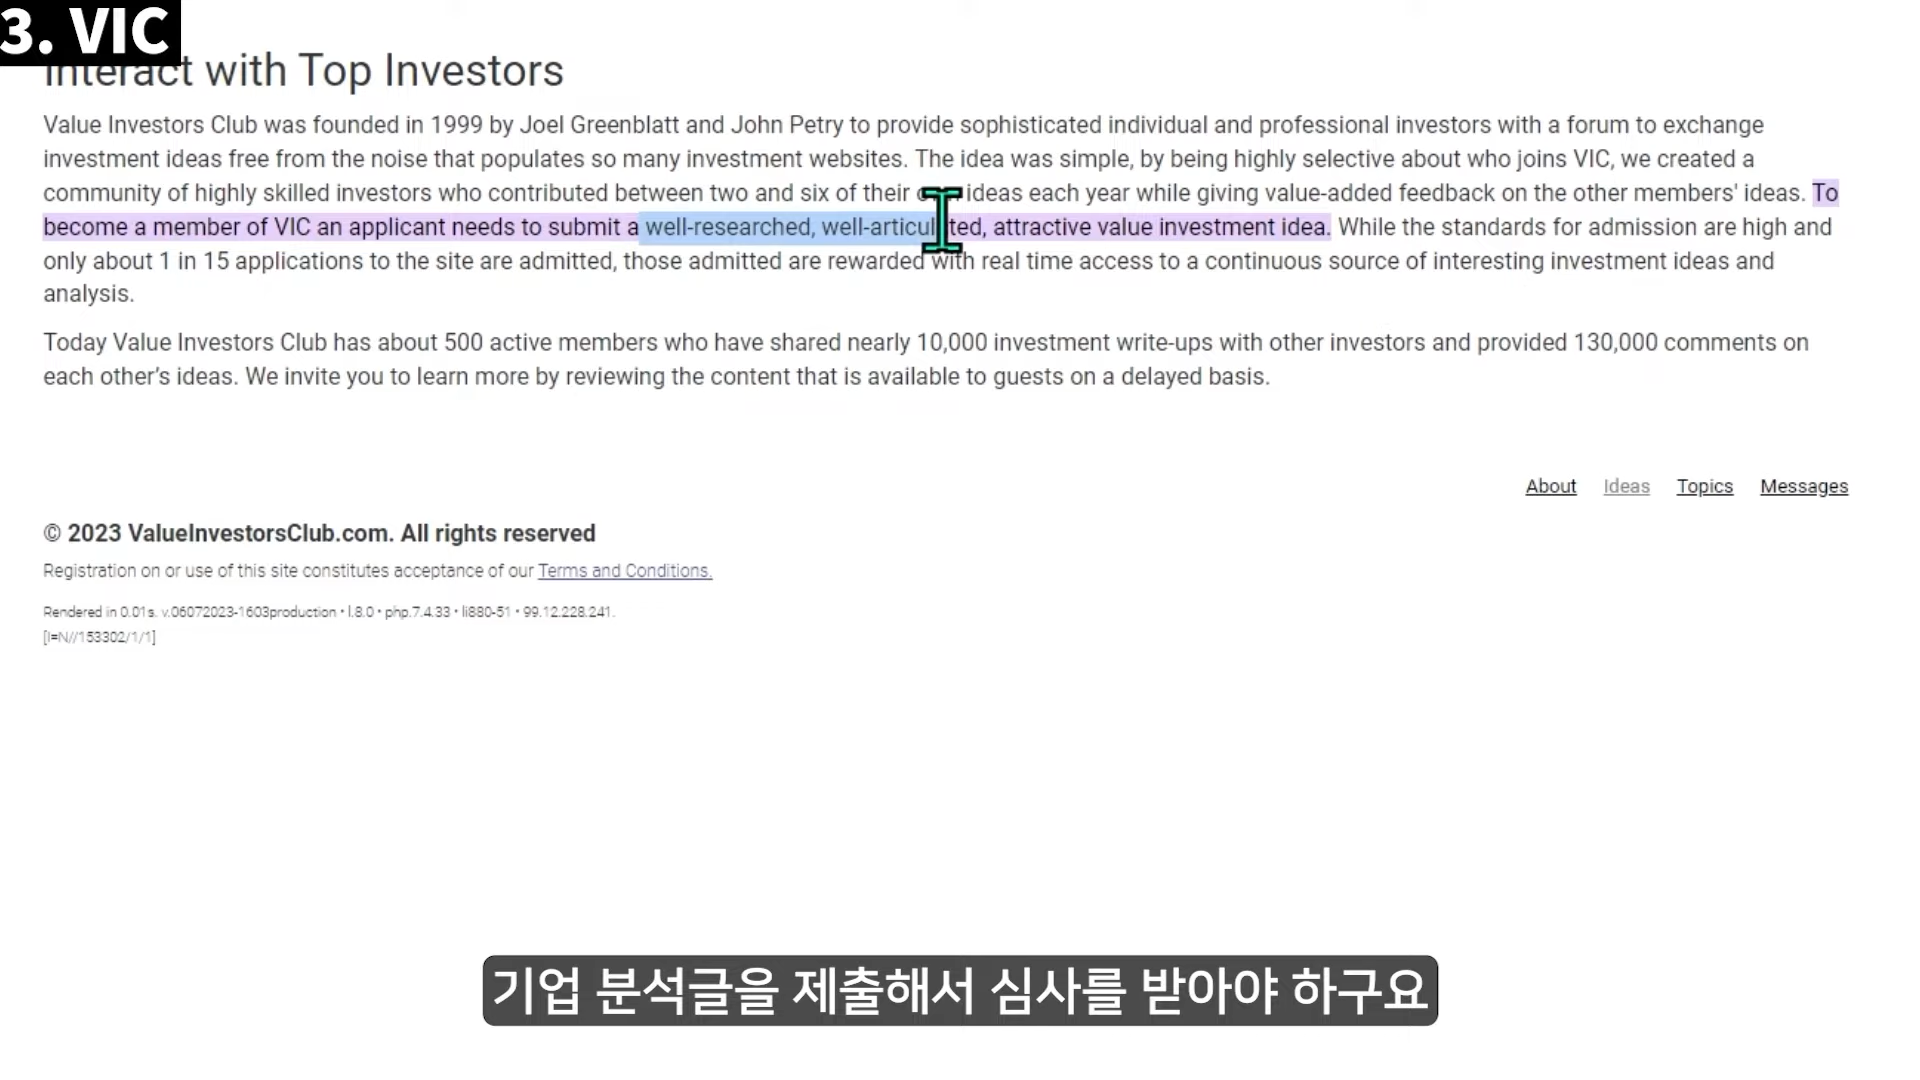 3. VIC
Interact with Top Investors
Value Investors Club was founded in 1999 by Joel Greenblatt and John Petry to provide sophisticated individual and professional investors with a forum to exchange
investment ideas free from the noise that populates so many investment websites. The idea was simple, by being highly selective about who joins VIC, we created a
community of highly skilled investors who contributed between two and six of their ideas each year while giving value-added feedback on the other members' ideas. To
become a member of VIC an applicant needs to submit a well-researched, well-articulated, attractive value investment idea. While the standards for admission are high and
only about 1 in 15 applications to the site are admitted, those admitted are rewarded with real time access to a continuous source of interesting investment ideas and
analysis.
Today Value Investors Club has about 500 active members who have shared nearly 10,000 investment write-ups with other investors and provided 130,000 comments on
each other's ideas. We invite you to learn more by reviewing the content that is available to guests on a delayed basis.
About Ideas Topics Messages
© 2023 ValueInvestorsClub.com. All rights reserved
Registration on or use of this site constitutes acceptance of our Terms and Conditions.
Rendered in 0.01s. v.06072023-1603production • l.8.0 • php.7.4.33 • li880-51 • 99.12.228.241.
[I=N//153302/1/1]
기업 분석글을 제출해서 심사를 받아야 하구요